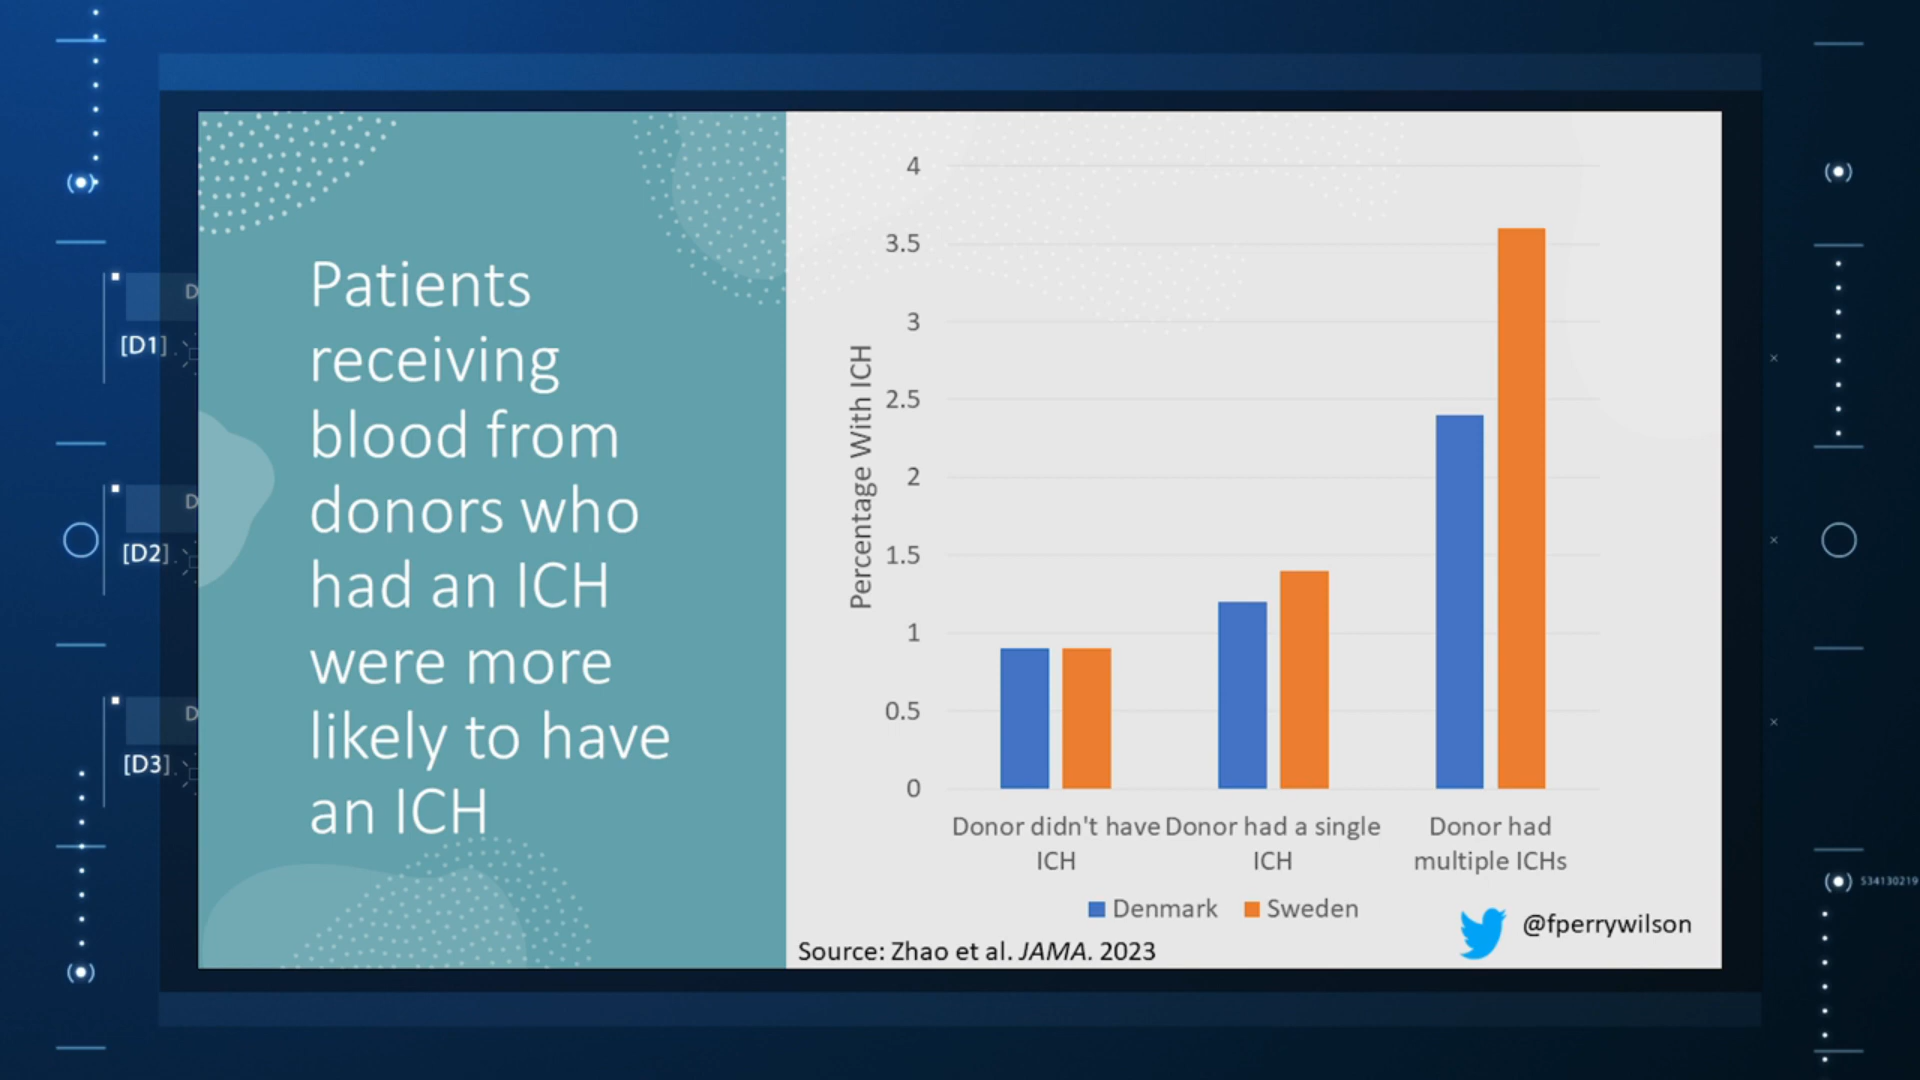 Patients
receiving
blood from
donors who
had an ICH
were more
likely to have
an ICH
Percentage With ICH
4
3.5
3
2.5
2
1.5
1
0.5
0
Donor didn't have
ICH
Donor had a single
ICH
Donor had
multiple ICHs
Denmark
Sweden
@fperrywilson
Source: Zhao et al. JAMA. 2023
D
[D1]
D
[D2]
D
[D3]
534130219